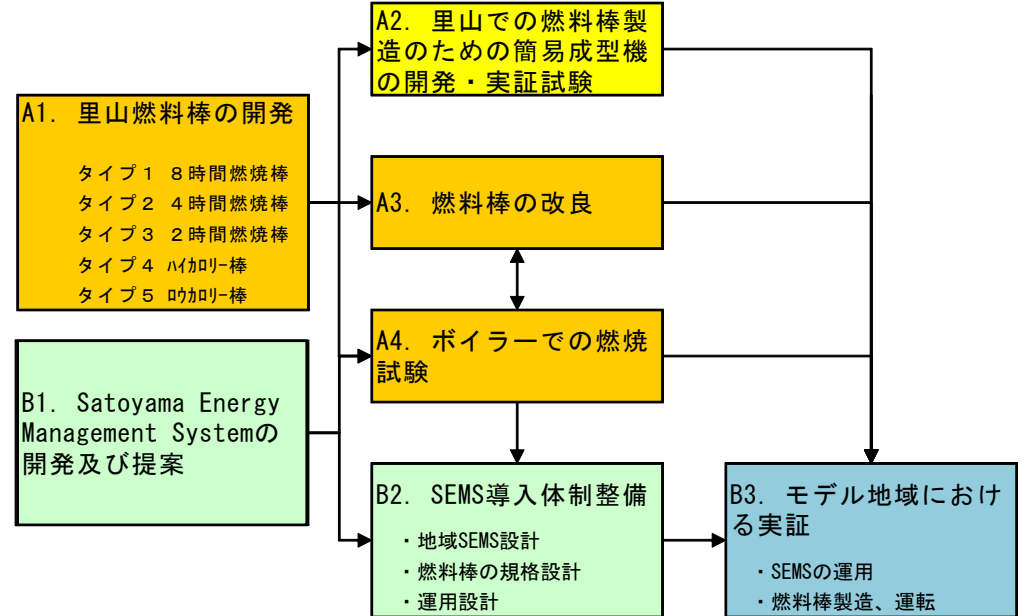 A1. 里山燃料棒の開発
タイプ１ ８時間燃焼棒
タイプ２ ４時間燃焼棒
タイプ３ ２時間燃焼棒
タイプ４ ﾊｲｶﾛﾘｰ棒
タイプ５ ﾛｳｶﾛﾘｰ棒
B1. Satoyama Energy
Management Systemの
開発及び提案
A2. 里山での燃料棒製
造のための簡易成型機
の開発・実証試験
A3. 燃料棒の改良
A4. ボイラーでの燃焼
試験
B2. SEMS導入体制整備
・地域SEMS設計
・燃料棒の規格設計
・運用設計
B3. モデル地域におけ
る実証
・SEMSの運用
・燃料棒製造、運転